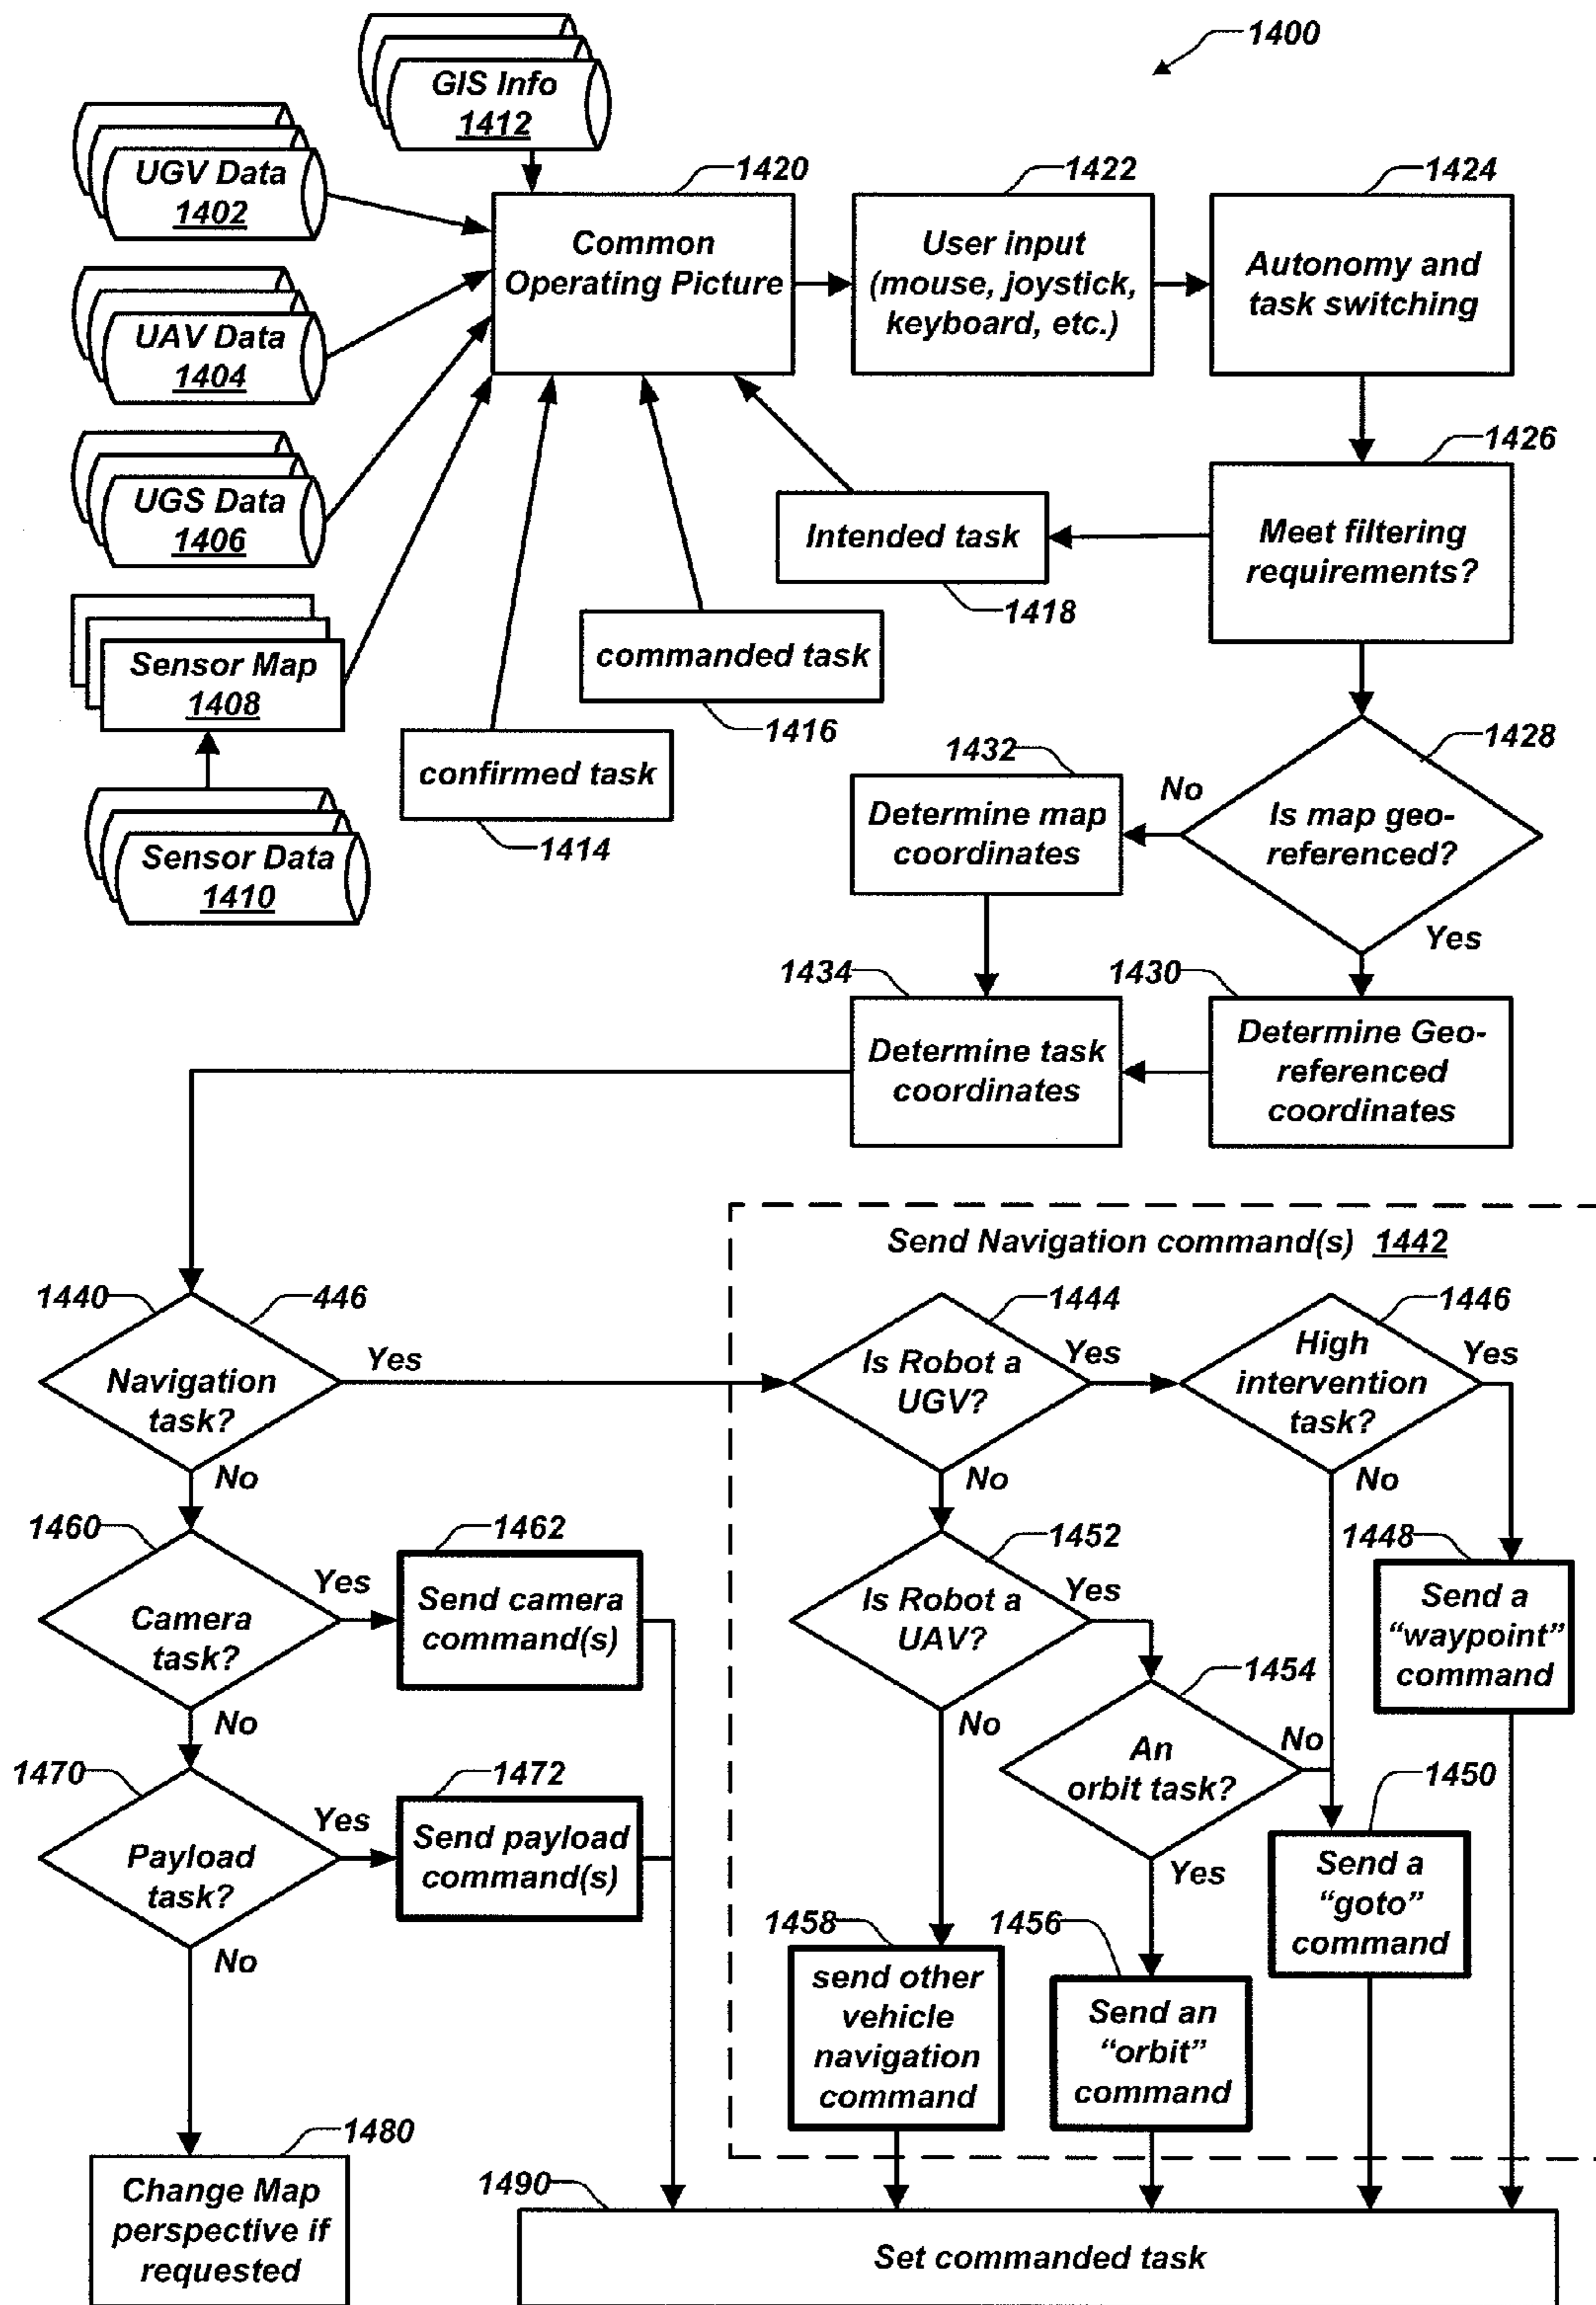 1400
GIS Info
1412
UGV Data
1402
UAV Data
1404
UGS Data
1406
Sensor Map
1408
Sensor Data
1410
1420
Common
Operating Picture
1422
User input
(mouse, joystick,
keyboard, etc.)
1424
Autonomy and
task switching
1426
Meet filtering
requirements?
Intended task
1418
commanded task
1416
confirmed task
1414
1428
Is map geo-
referenced?
No
Yes
1432
Determine map
coordinates
1434
Determine task
coordinates
1430
Determine Geo-
referenced
coordinates
Send Navigation command(s) 1442
1440
446
Navigation
task?
Yes
No
1444
Is Robot a
UGV?
Yes
No
1446
High
intervention
task?
Yes
No
1448
Send a
“waypoint”
command
1460
Camera
task?
Yes
No
1462
Send camera
command(s)
1452
Is Robot a
UAV?
Yes
No
1454
An
orbit task?
No
Yes
1450
Send a
“goto”
command
1470
Payload
task?
Yes
No
1472
Send payload
command(s)
1458
send other
vehicle
navigation
command
1456
Send an
“orbit”
command
1480
Change Map
perspective if
requested
1490
Set commanded task